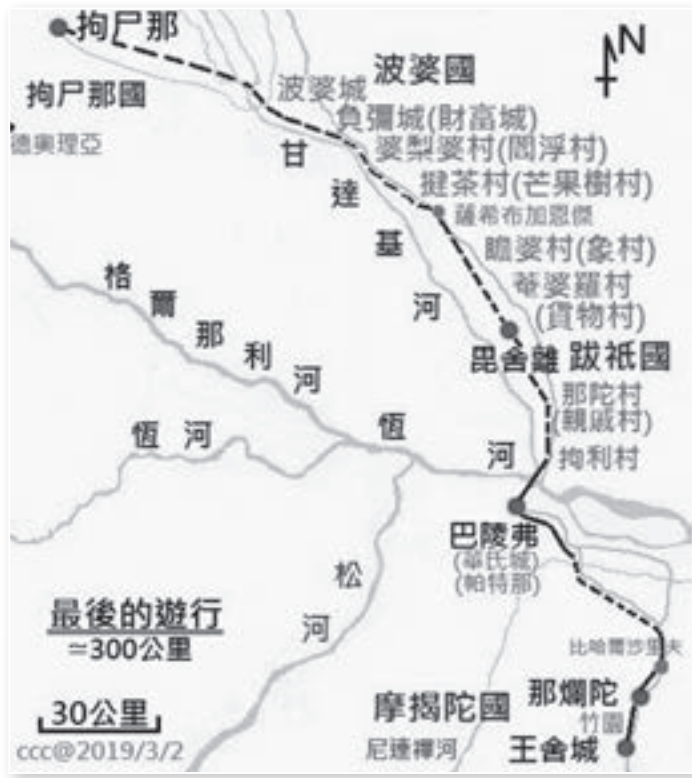 拘尸那
N
波婆國
波婆城
拘尸那國
負彌城(財富城)
德奧理亞
婆梨婆村(閻浮村)
揵茶村(芒果樹村)
薩希布加恩傑
甘達基河
瞻婆村(象村)
菴婆羅村
(貨物村)
格爾那利河
毘舍離
跋祇國
那陀村
(親戚村)
恆河
恆河
拘利村
巴陵弗
(華氏城)
(帕特那)
松河
最後的遊行
≃300公里
比哈爾沙里夫
那爛陀
竹園
摩揭陀國
30公里
王舍城
尼連禪河
ccc@2019/3/2